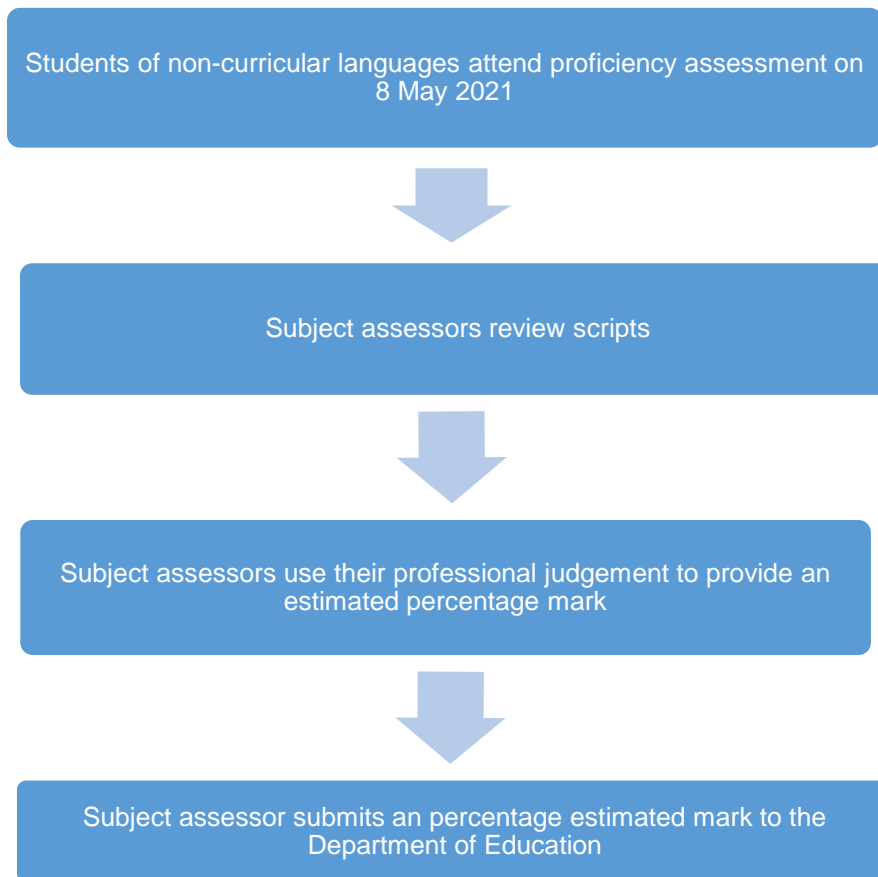 Students of non-curricular languages attend proficiency assessment on
8 May 2021
Subject assessors review scripts
Subject assessors use their professional judgement to provide an
estimated percentage mark
Subject assessor submits an percentage estimated mark to the
Department of Education